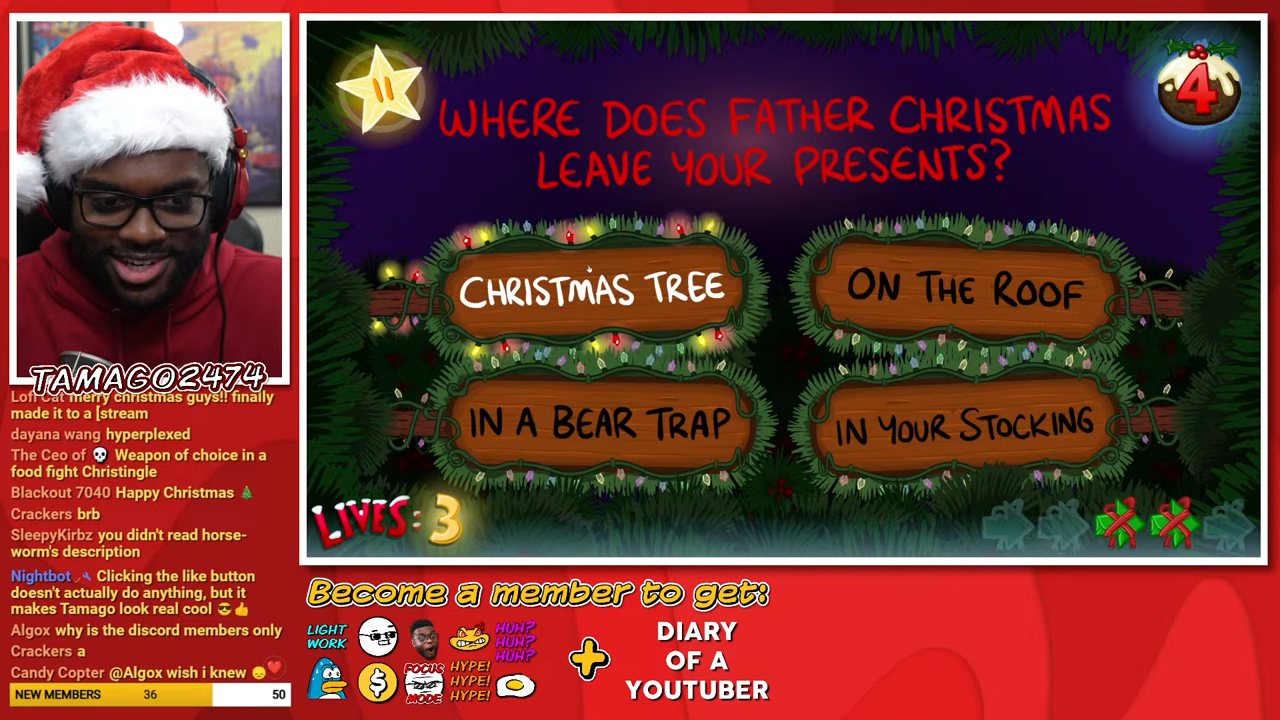 4
WHERE DOES FATHER CHRISTMAS
LEAVE YOUR PRESENTS?
CHRISTMAS TREE
ON THE ROOF
IN A BEAR TRAP
IN YOUR STOCKING
LIVES: 3
TAMAGO2474
merry christmas guys!! finally
made it to a [stream
dayana wang hyperplexed
The Ceo of 💀 Weapon of choice in a
food fight Christingle
Blackout 7040 Happy Christmas 🎄
Crackers brb
SleepyKirbz you didn't read horse-
worm's description
Nightbot Clicking the like button
doesn't actually do anything, but it
makes Tamago look real cool 😎👍
Algox why is the discord members only
Crackers a
Candy Copter @Algox wish i knew 😞
NEW MEMBERS 36 50
Become a member to get:
LIGHT
WORK
HUH?
HUH?
HUH?
$
FOCUS
MODE
HYPE!
HYPE!
HYPE!
DIARY
OF A
YOUTUBER